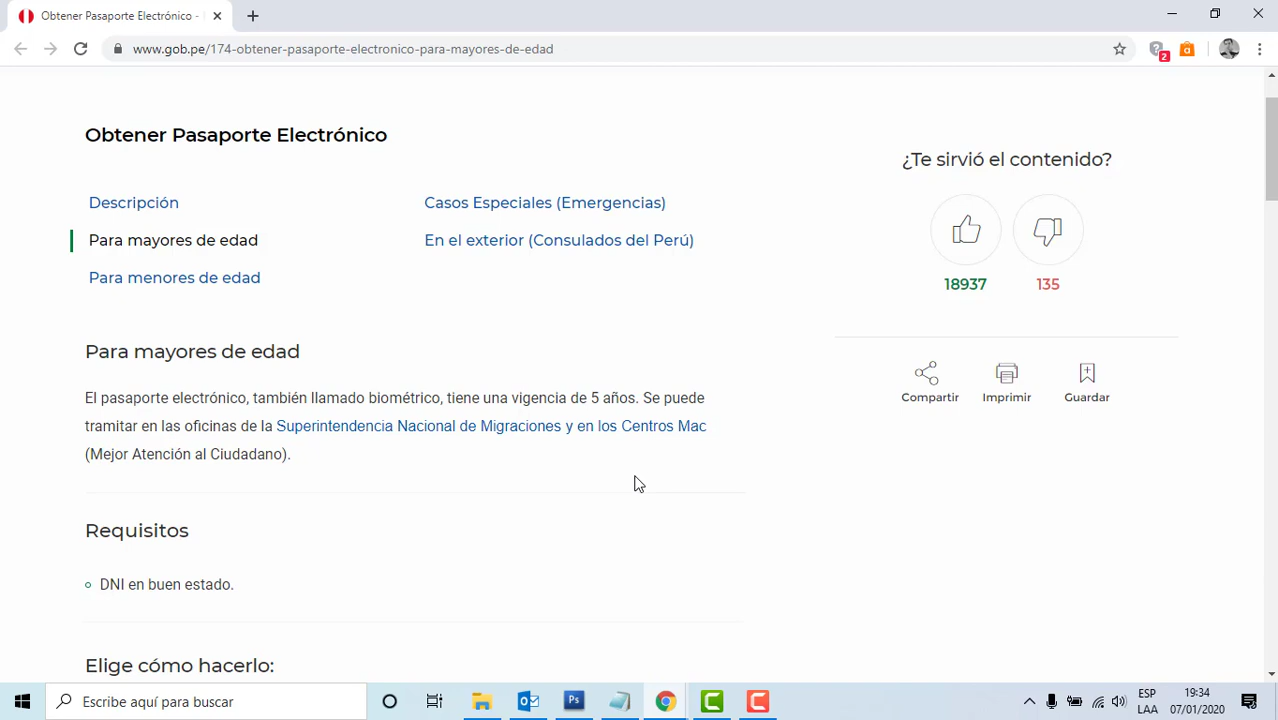 Obtener Pasaporte Electrónico -
www.gob.pe/174-obtener-pasaporte-electronico-para-mayores-de-edad
2
Obtener Pasaporte Electrónico
Descripción
Casos Especiales (Emergencias)
Para mayores de edad
En el exterior (Consulados del Perú)
Para menores de edad
¿Te sirvió el contenido?
18937
135
Compartir
Imprimir
Guardar
Para mayores de edad
El pasaporte electrónico, también llamado biométrico, tiene una vigencia de 5 años. Se puede
tramitar en las oficinas de la Superintendencia Nacional de Migraciones y en los Centros Mac
(Mejor Atención al Ciudadano).
Requisitos
DNI en buen estado.
Elige cómo hacerlo:
Escribe aquí para buscar
Ps
ESP
LAA
19:34
07/01/2020